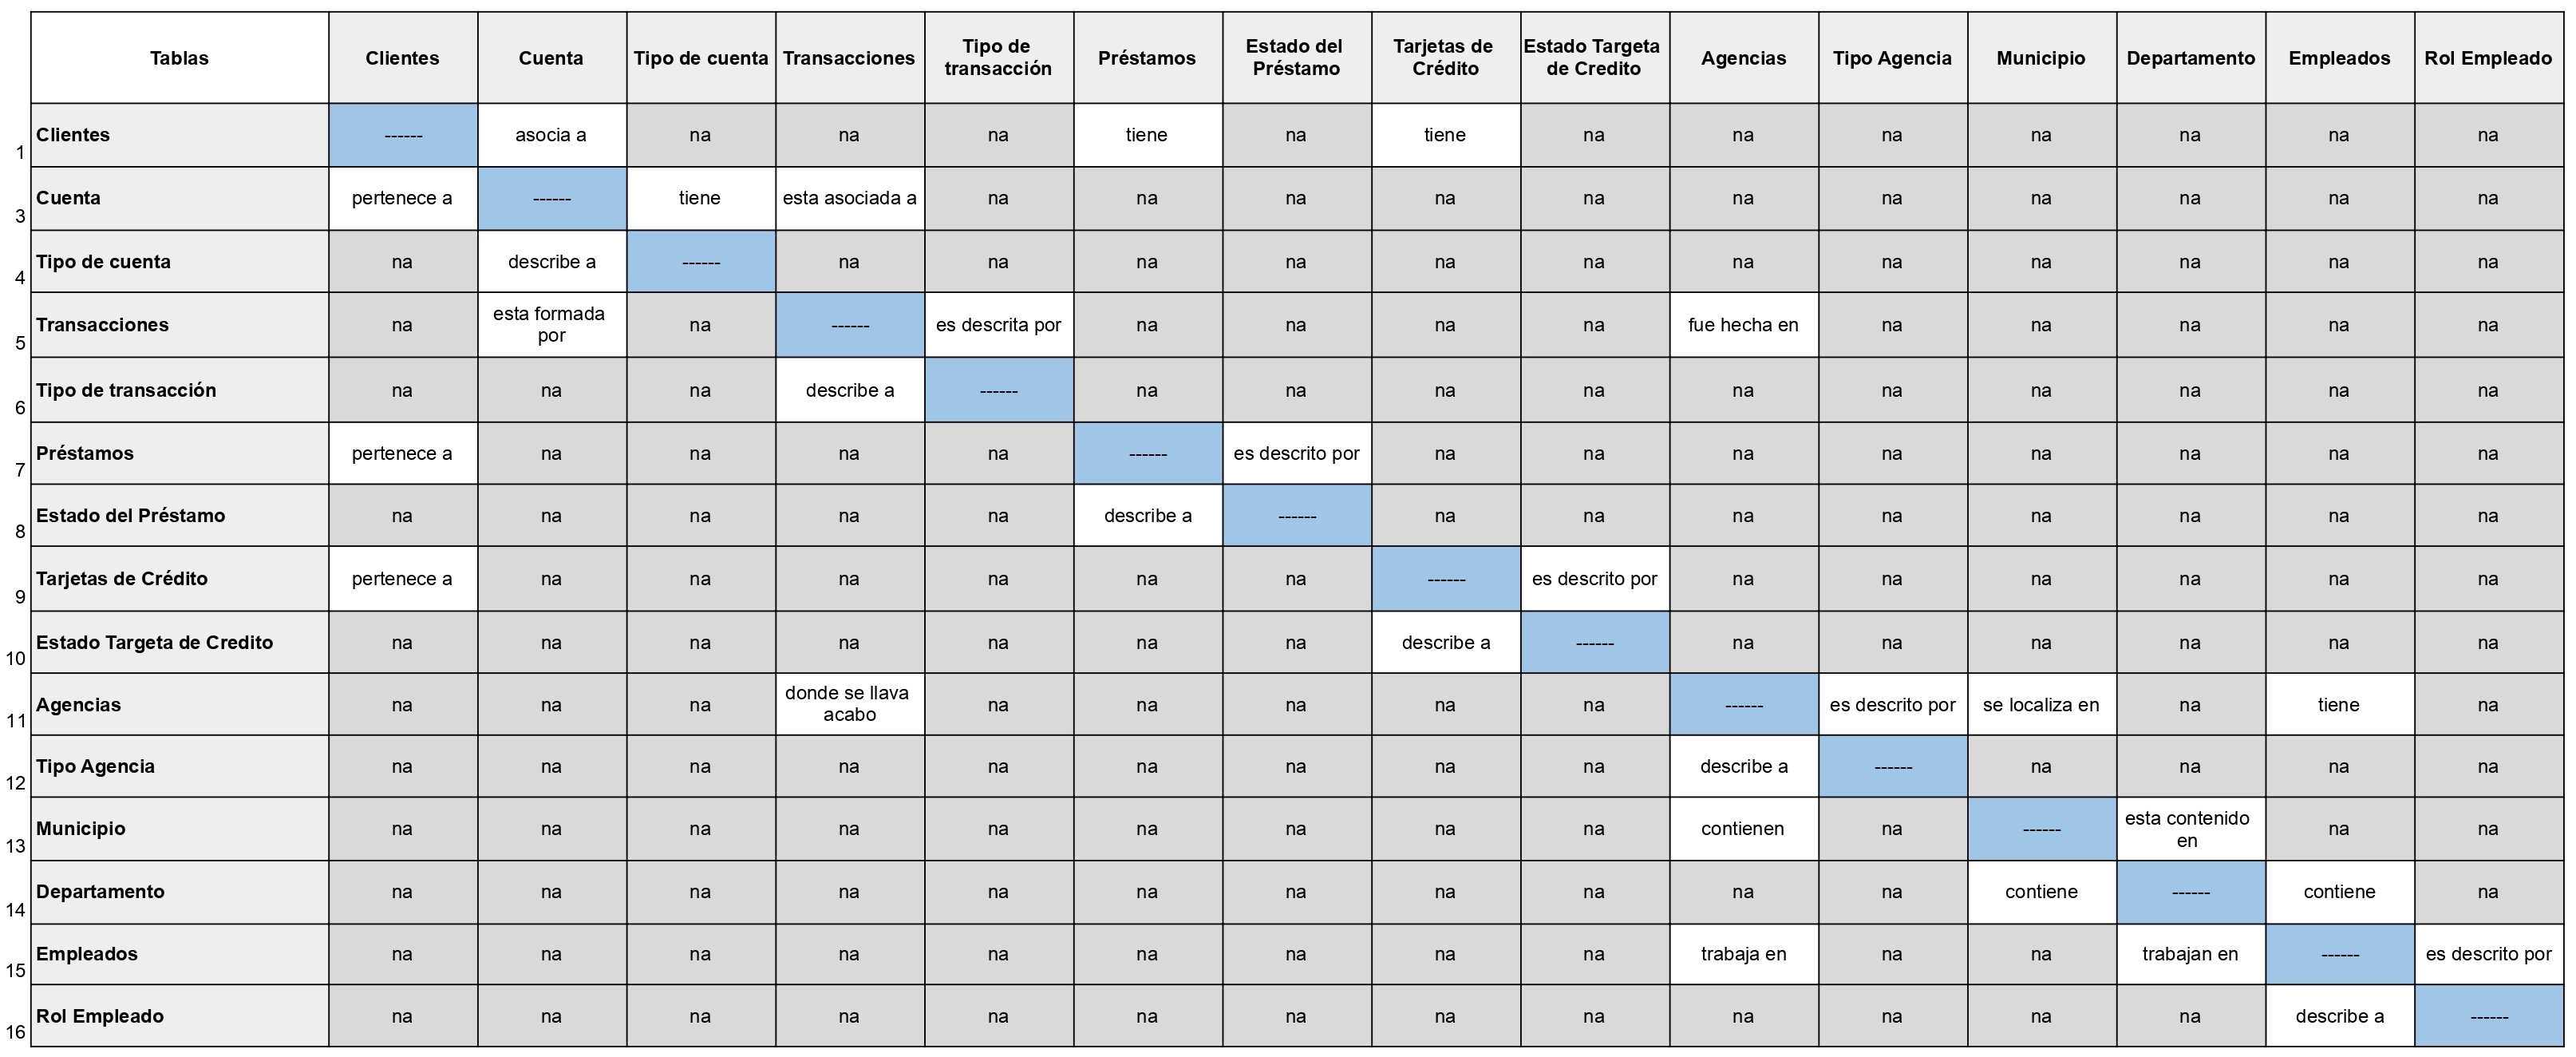 Tablas Clientes Cuenta Tipo de cuenta Transacciones Tipo de transacción Préstamos Estado del Préstamo Tarjetas de Crédito Estado Targeta de Credito Agencias Tipo Agencia Municipio Departamento Empleados Rol Empleado
1 Clientes ------ asocia a na na na tiene na tiene na na na na na na na
3 Cuenta pertenece a ------ tiene esta asociada a na na na na na na na na na na na
4 Tipo de cuenta na describe a ------ na na na na na na na na na na na na
5 Transacciones na esta formada por na ------ es descrita por na na na na fue hecha en na na na na na
6 Tipo de transacción na na na describe a ------ na na na na na na na na na na
7 Préstamos pertenece a na na na na ------ es descrito por na na na na na na na na
8 Estado del Préstamo na na na na na describe a ------ na na na na na na na na
9 Tarjetas de Crédito pertenece a na na na na na na ------ es descrito por na na na na na na
10 Estado Targeta de Credito na na na na na na na describe a ------ na na na na na na
11 Agencias na na na donde se llava acabo na na na na na ------ es descrito por se localiza en na tiene na
12 Tipo Agencia na na na na na na na na na describe a ------ na na na na
13 Municipio na na na na na na na na na contienen na ------ esta contenido en na na
14 Departamento na na na na na na na na na na na contiene ------ contiene na
15 Empleados na na na na na na na na na trabaja en na na trabajan en ------ es descrito por
16 Rol Empleado na na na na na na na na na na na na na describe a ------